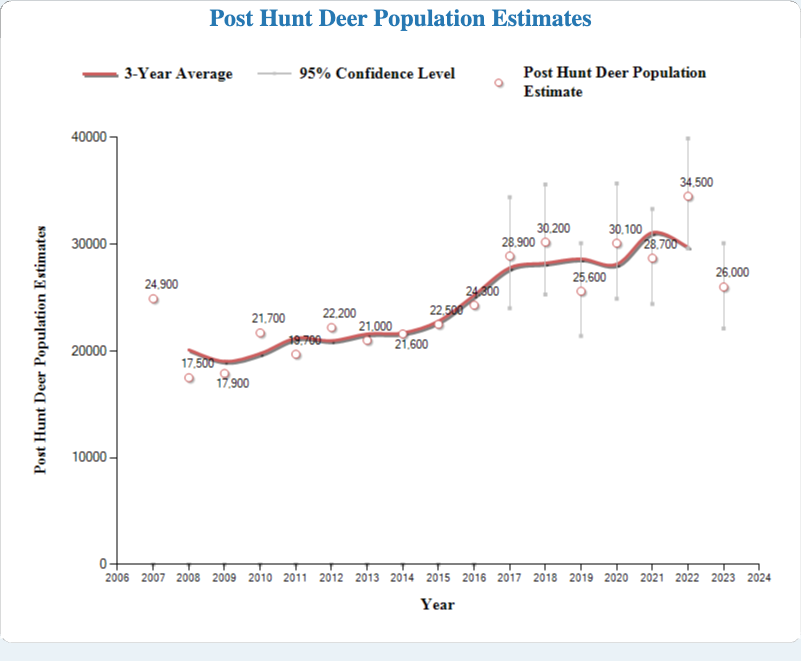 Post Hunt Deer Population Estimates
3-Year Average
95% Confidence Level
Post Hunt Deer Population
Estimate
40000
30000
20000
10000
0
Post Hunt Deer Population Estimates
24,900
17,500
17,900
21,700
19,700
22,200
21,000
21,600
22,500
24,300
28,900
30,200
25,600
30,100
28,700
34,500
26,000
2006 2007 2008 2009 2010 2011 2012 2013 2014 2015 2016 2017 2018 2019 2020 2021 2022 2023 2024
Year